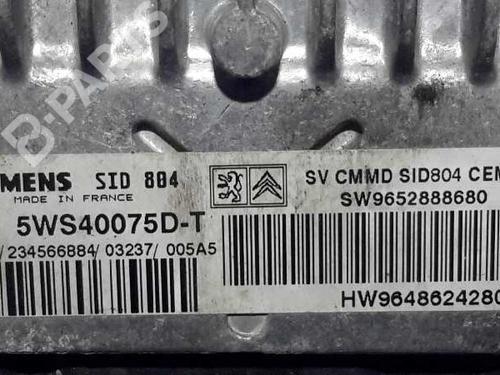 B-PARTS
MENS SID 804
MADE IN FRANCE
5WS40075D-T
/234566884/03237/005A5
SV CMMD SID804 CEM
SW9652888680
HW9648624280